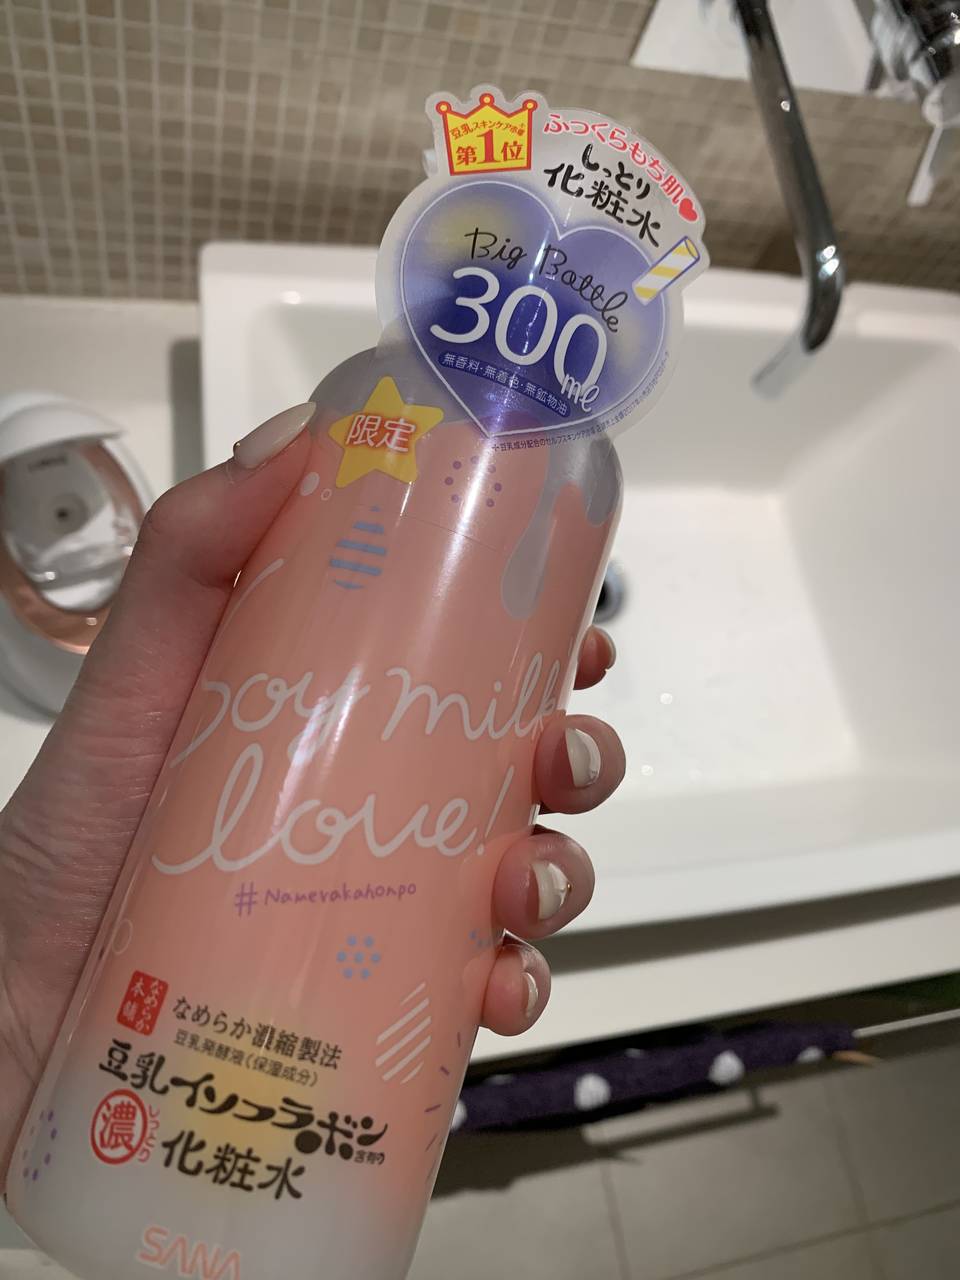 豆乳スキンケア市場
第1位
ふっくらもち肌
しっとり
化粧水
Big Bottle
300ml
無香料・無着色・無鉱物油
限定
soy milk
love!
#Namerakahonpo
なめらか
本舗
なめらか濃縮製法
豆乳発酵液(保湿成分)
豆乳イソフラボン
含有の
濃
しっとり
化粧水
SANA